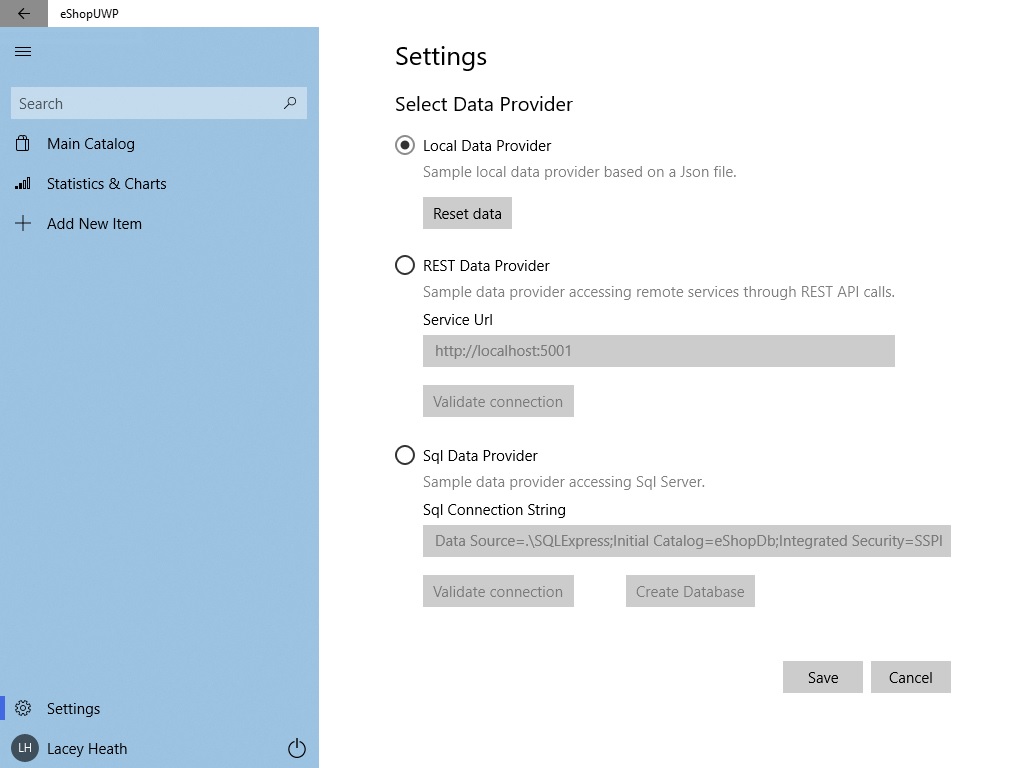 eShopUWP
Search
Main Catalog
Statistics & Charts
Add New Item
Settings
LH Lacey Heath
Settings
Select Data Provider
Local Data Provider
Sample local data provider based on a Json file.
Reset data
REST Data Provider
Sample data provider accessing remote services through REST API calls.
Service Url
http://localhost:5001
Validate connection
Sql Data Provider
Sample data provider accessing Sql Server.
Sql Connection String
Data Source=.\SQLExpress;Initial Catalog=eShopDb;Integrated Security=SSPI
Validate connection Create Database
Save Cancel